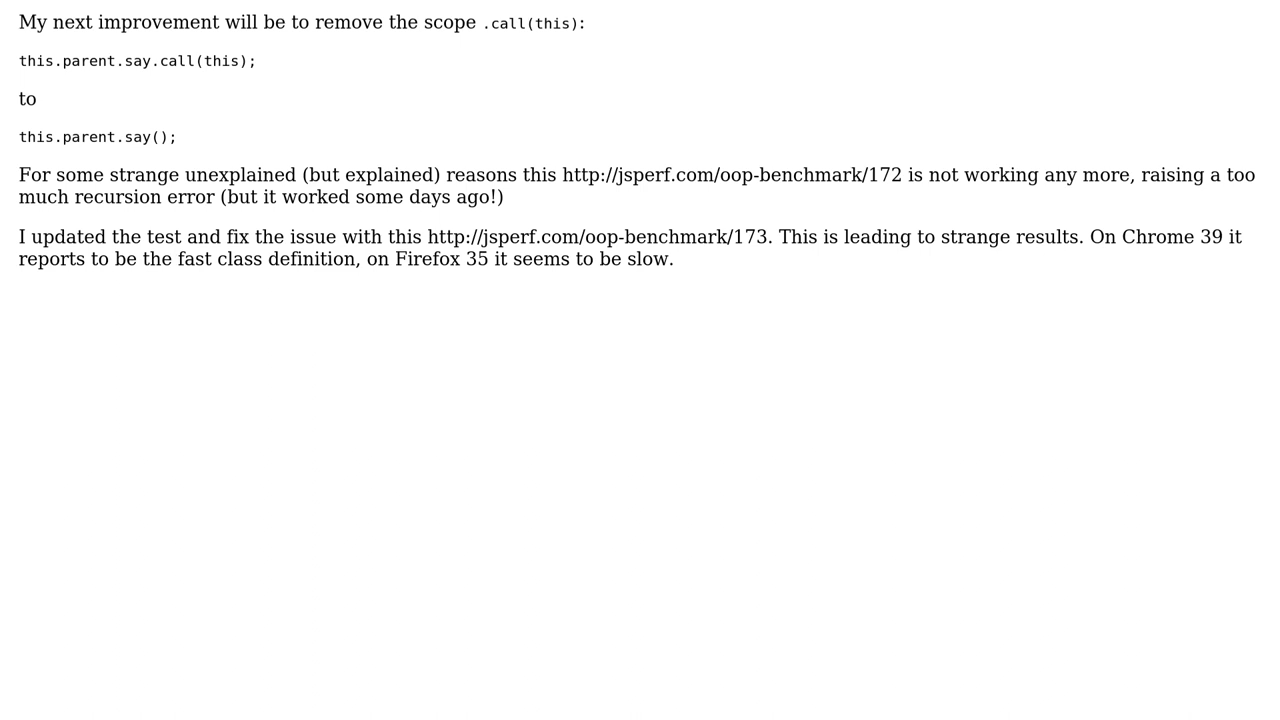 My next improvement will be to remove the scope .call(this):
this.parent.say.call(this);
to
this.parent.say();
For some strange unexplained (but explained) reasons this http://jsperf.com/oop-benchmark/172 is not working any more, raising a too
much recursion error (but it worked some days ago!)
I updated the test and fix the issue with this http://jsperf.com/oop-benchmark/173. This is leading to strange results. On Chrome 39 it
reports to be the fast class definition, on Firefox 35 it seems to be slow.